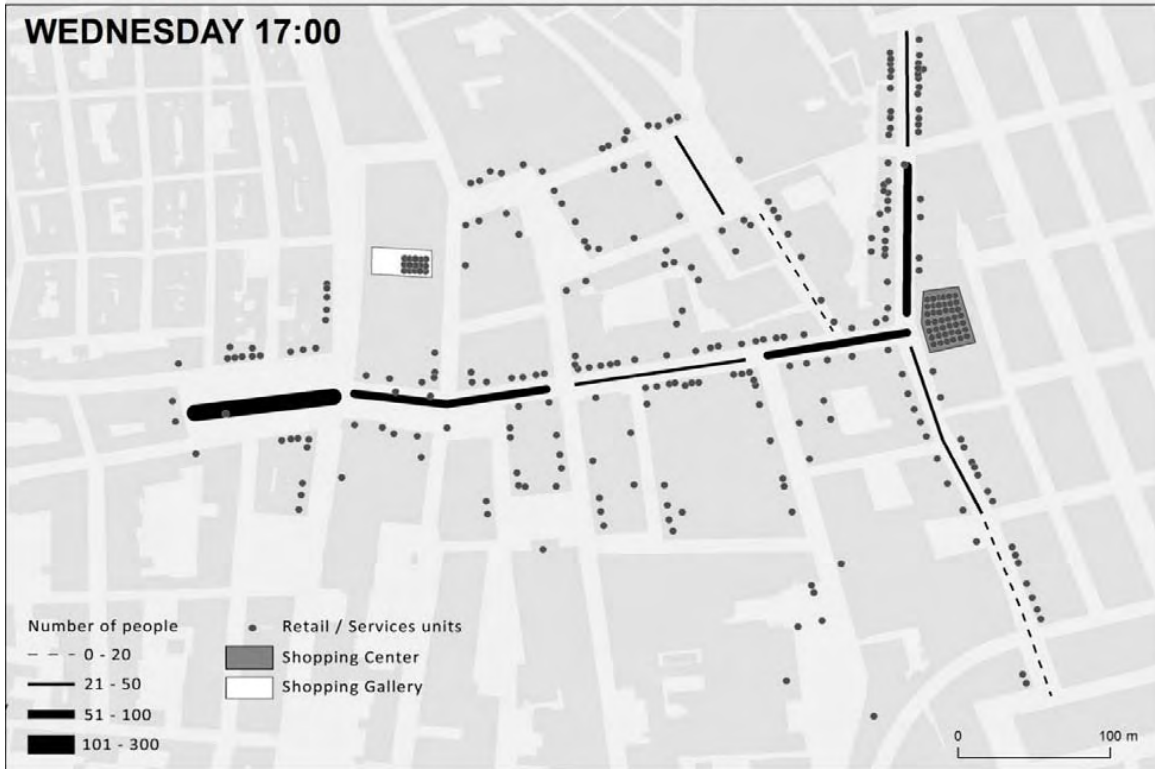 WEDNESDAY 17:00
Number of people
0 - 20
21 - 50
51 - 100
101 - 300
Retail / Services units
Shopping Center
Shopping Gallery
0 100 m